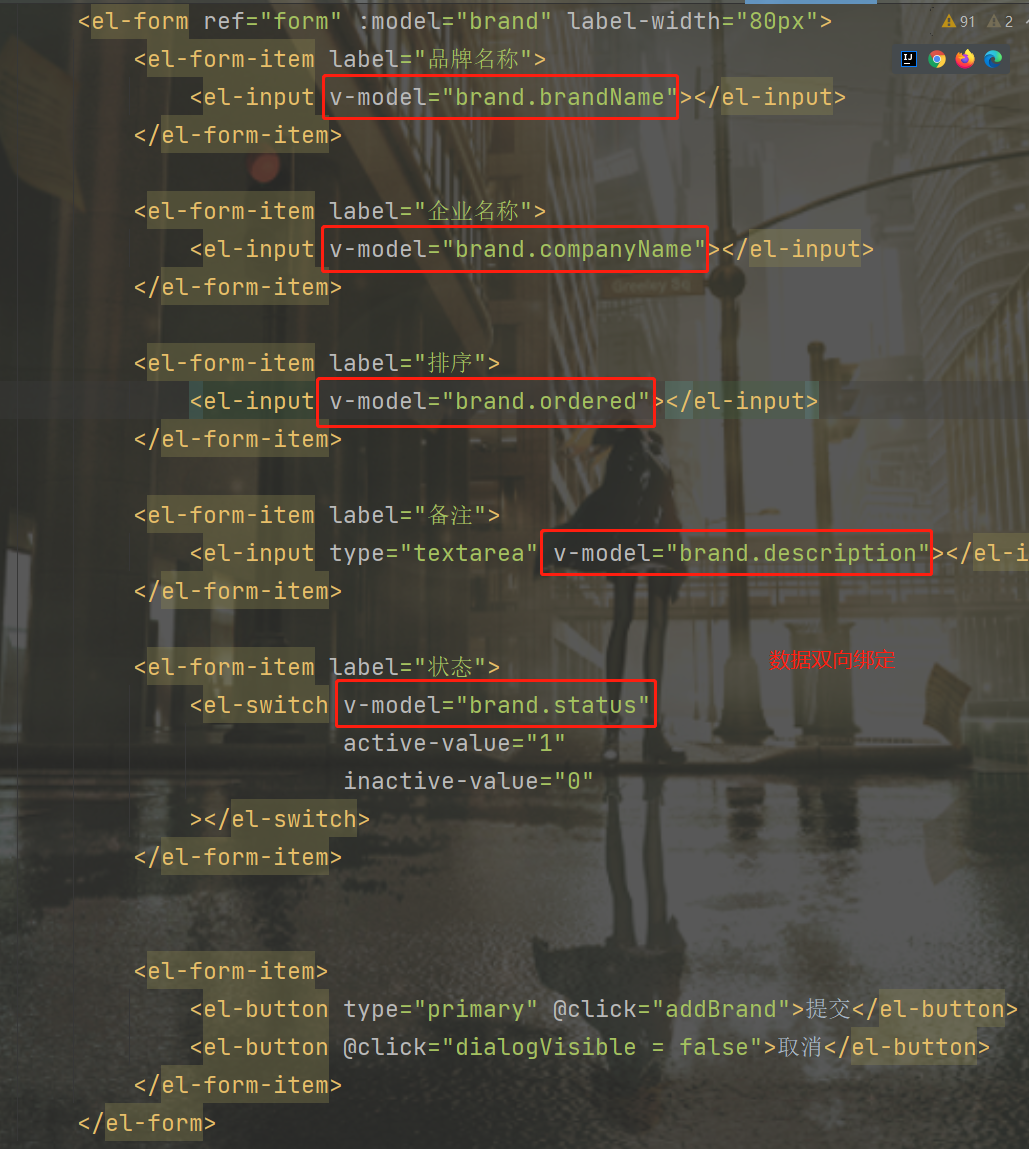 <el-form ref="form" :model="brand" label-width="80px">
91 2
<el-form-item label="品牌名称">
<el-input v-model="brand.brandName"></el-input>
</el-form-item>
<el-form-item label="企业名称">
<el-input v-model="brand.companyName"></el-input>
</el-form-item>
Greeley Sq
<el-form-item label="排序">
<el-input v-model="brand.ordered"></el-input>
</el-form-item>
<el-form-item label="备注">
<el-input type="textarea" v-model="brand.description"></el-i
</el-form-item>
数据双向绑定
<el-form-item label="状态">
<el-switch v-model="brand.status"
active-value="1"
inactive-value="0"
></el-switch>
</el-form-item>
<el-form-item>
<el-button type="primary" @click="addBrand">提交</el-button>
<el-button @click="dialogVisible = false">取消</el-button>
</el-form-item>
</el-form>